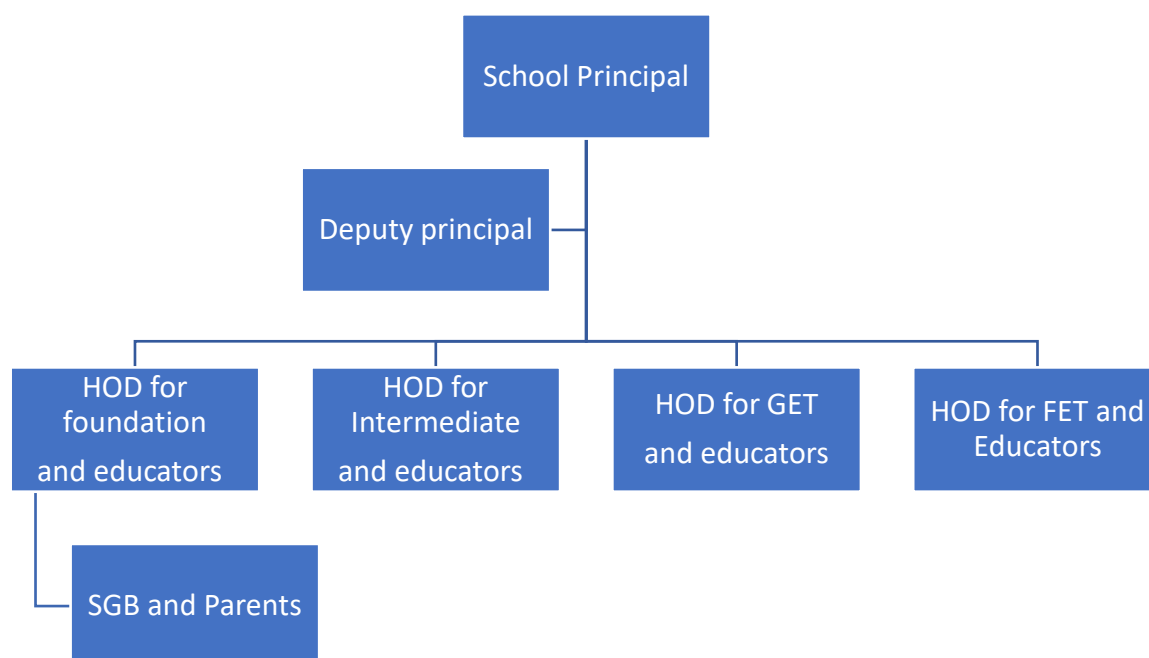 School Principal
Deputy principal
HOD for
foundation
and educators
HOD for
Intermediate
and educators
HOD for GET
and educators
HOD for FET and
Educators
SGB and Parents